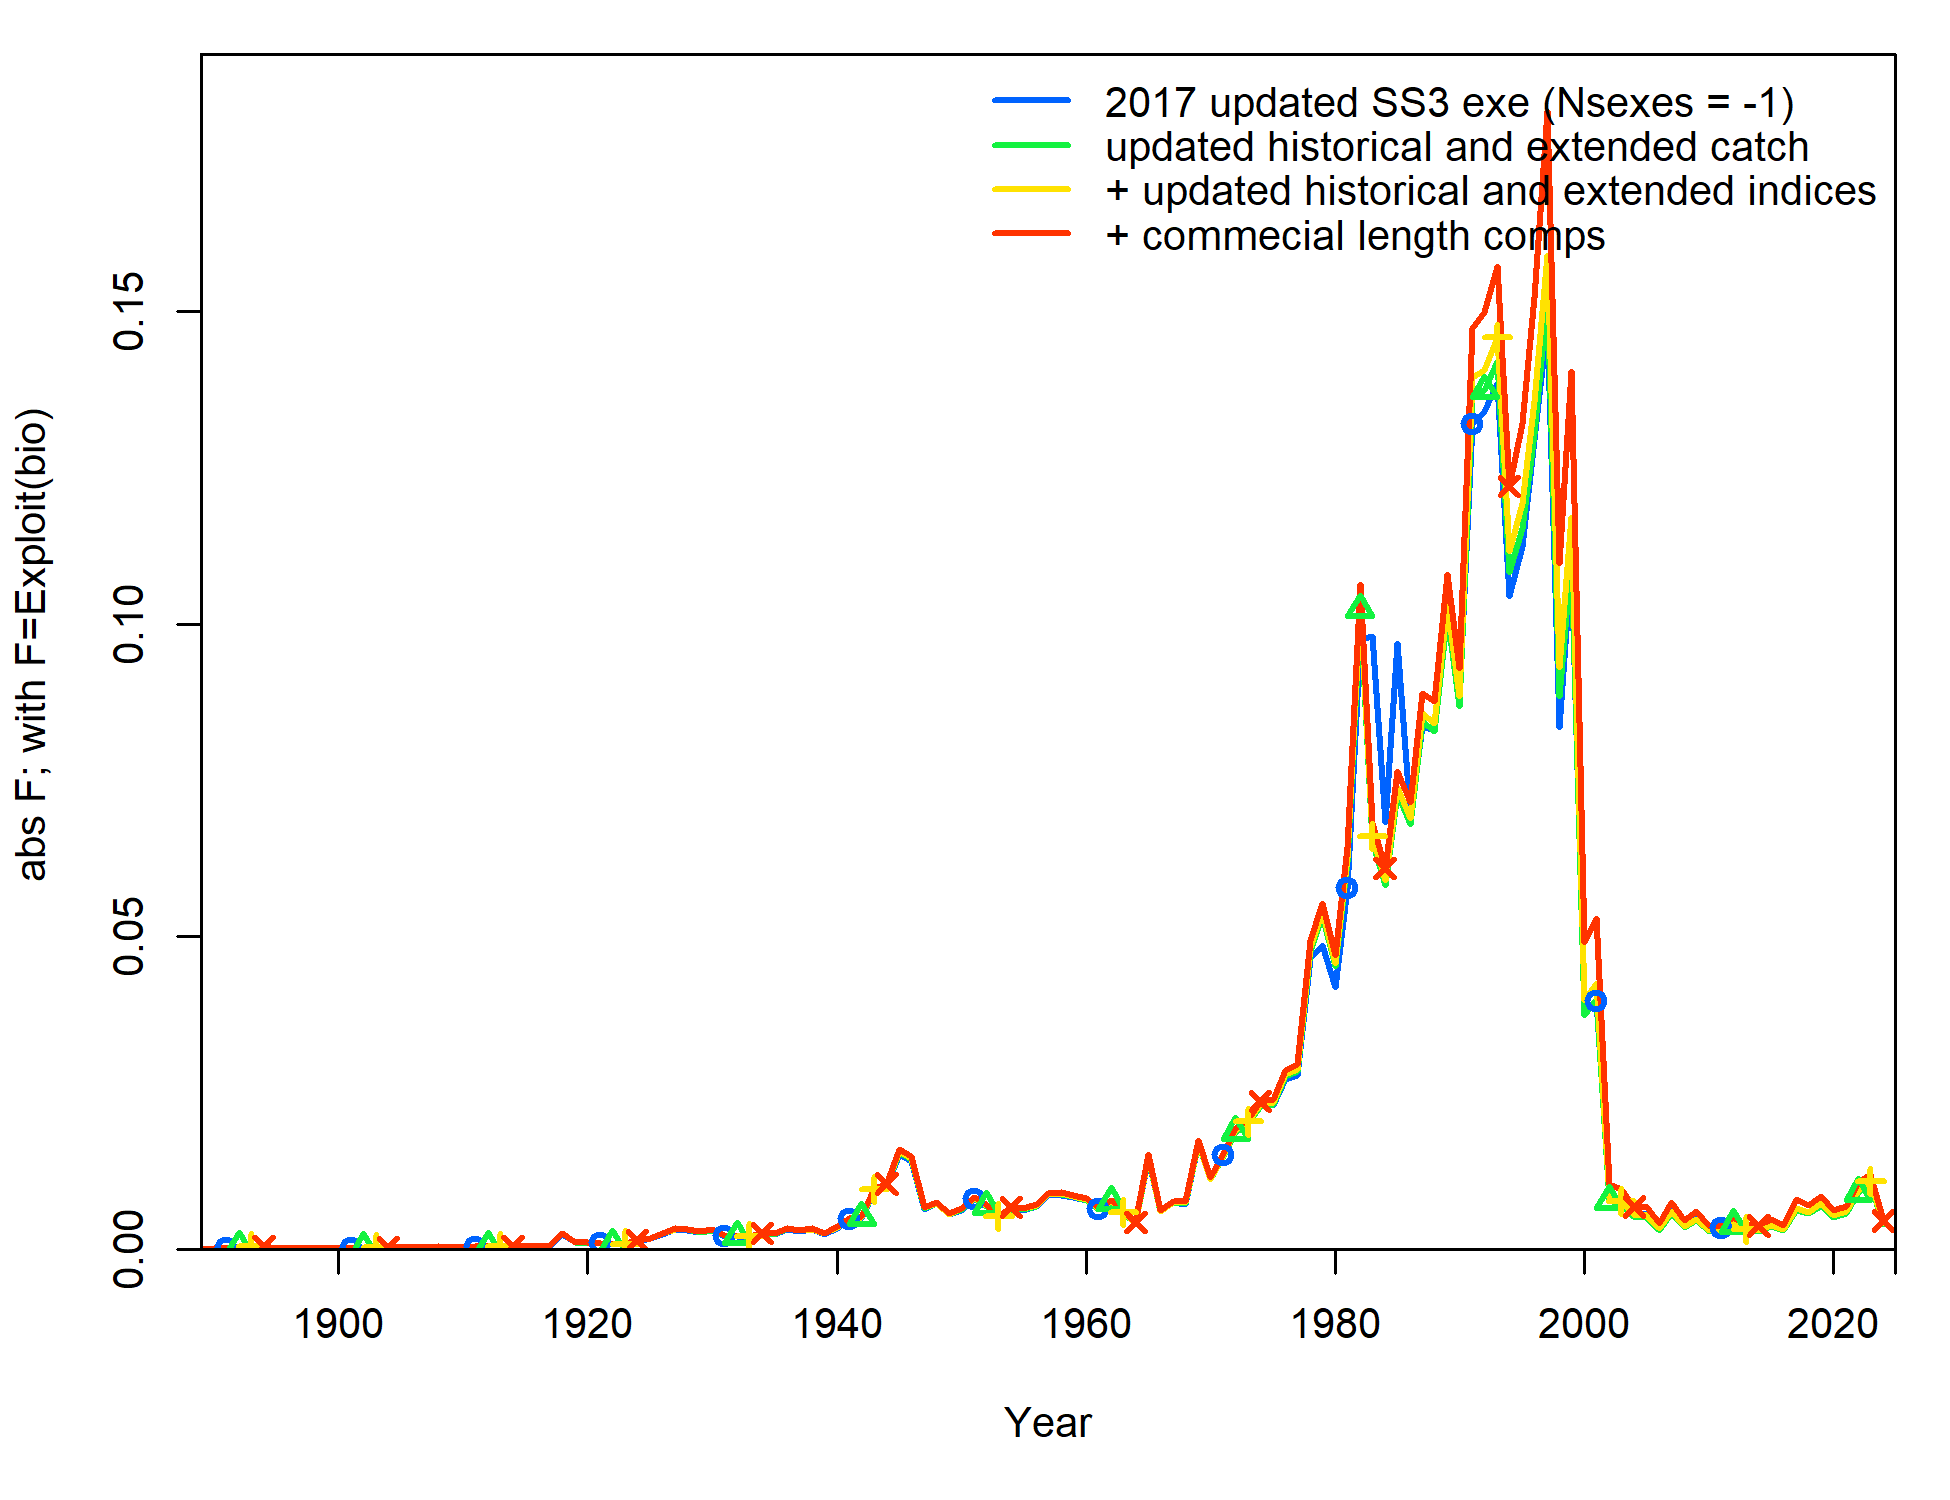 2017 updated SS3 exe (Nsexes = -1)
updated historical and extended catch
+ updated historical and extended indices
+ commecial length comps
abs F; with F=Exploit(bio)
0.15
0.10
0.05
0.00
1900 1920 1940 1960 1980 2000 2020
Year